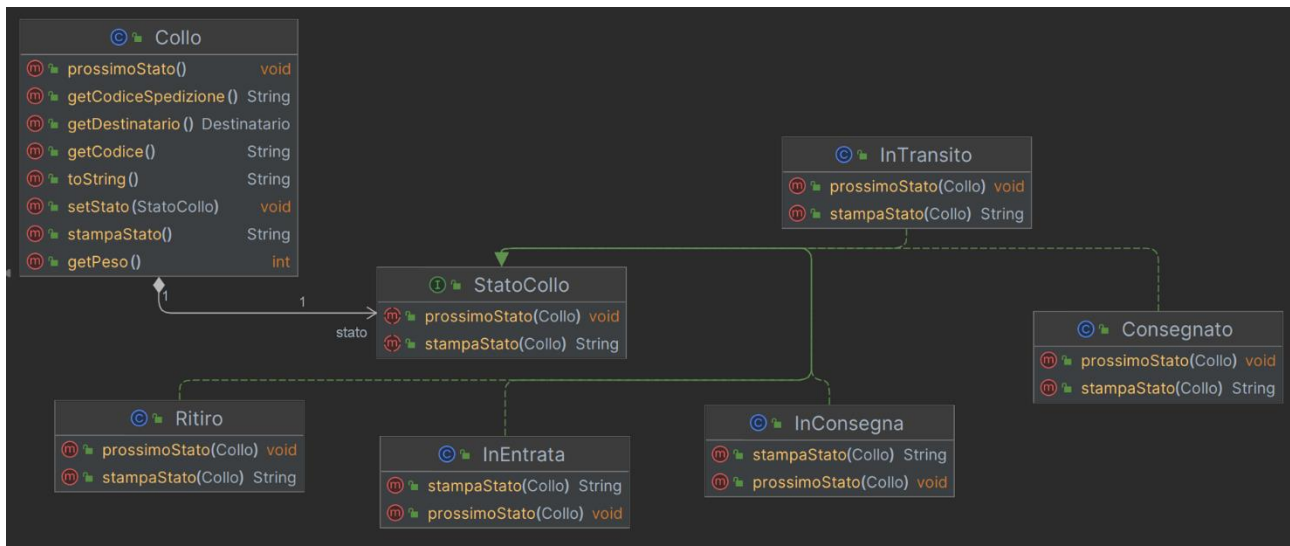 Collo
prossimoStato() void
getCodiceSpedizione() String
getDestinatario() Destinatario
getCodice() String
toString() String
setStato(StatoCollo) void
stampaStato() String
getPeso() int
1
1
stato
InTransito
prossimoStato(Collo) void
stampaStato(Collo) String
StatoCollo
prossimoStato(Collo) void
stampaStato(Collo) String
Consegnato
prossimoStato(Collo) void
stampaStato(Collo) String
Ritiro
prossimoStato(Collo) void
stampaStato(Collo) String
InEntrata
stampaStato(Collo) String
prossimoStato(Collo) void
InConsegna
stampaStato(Collo) String
prossimoStato(Collo) void